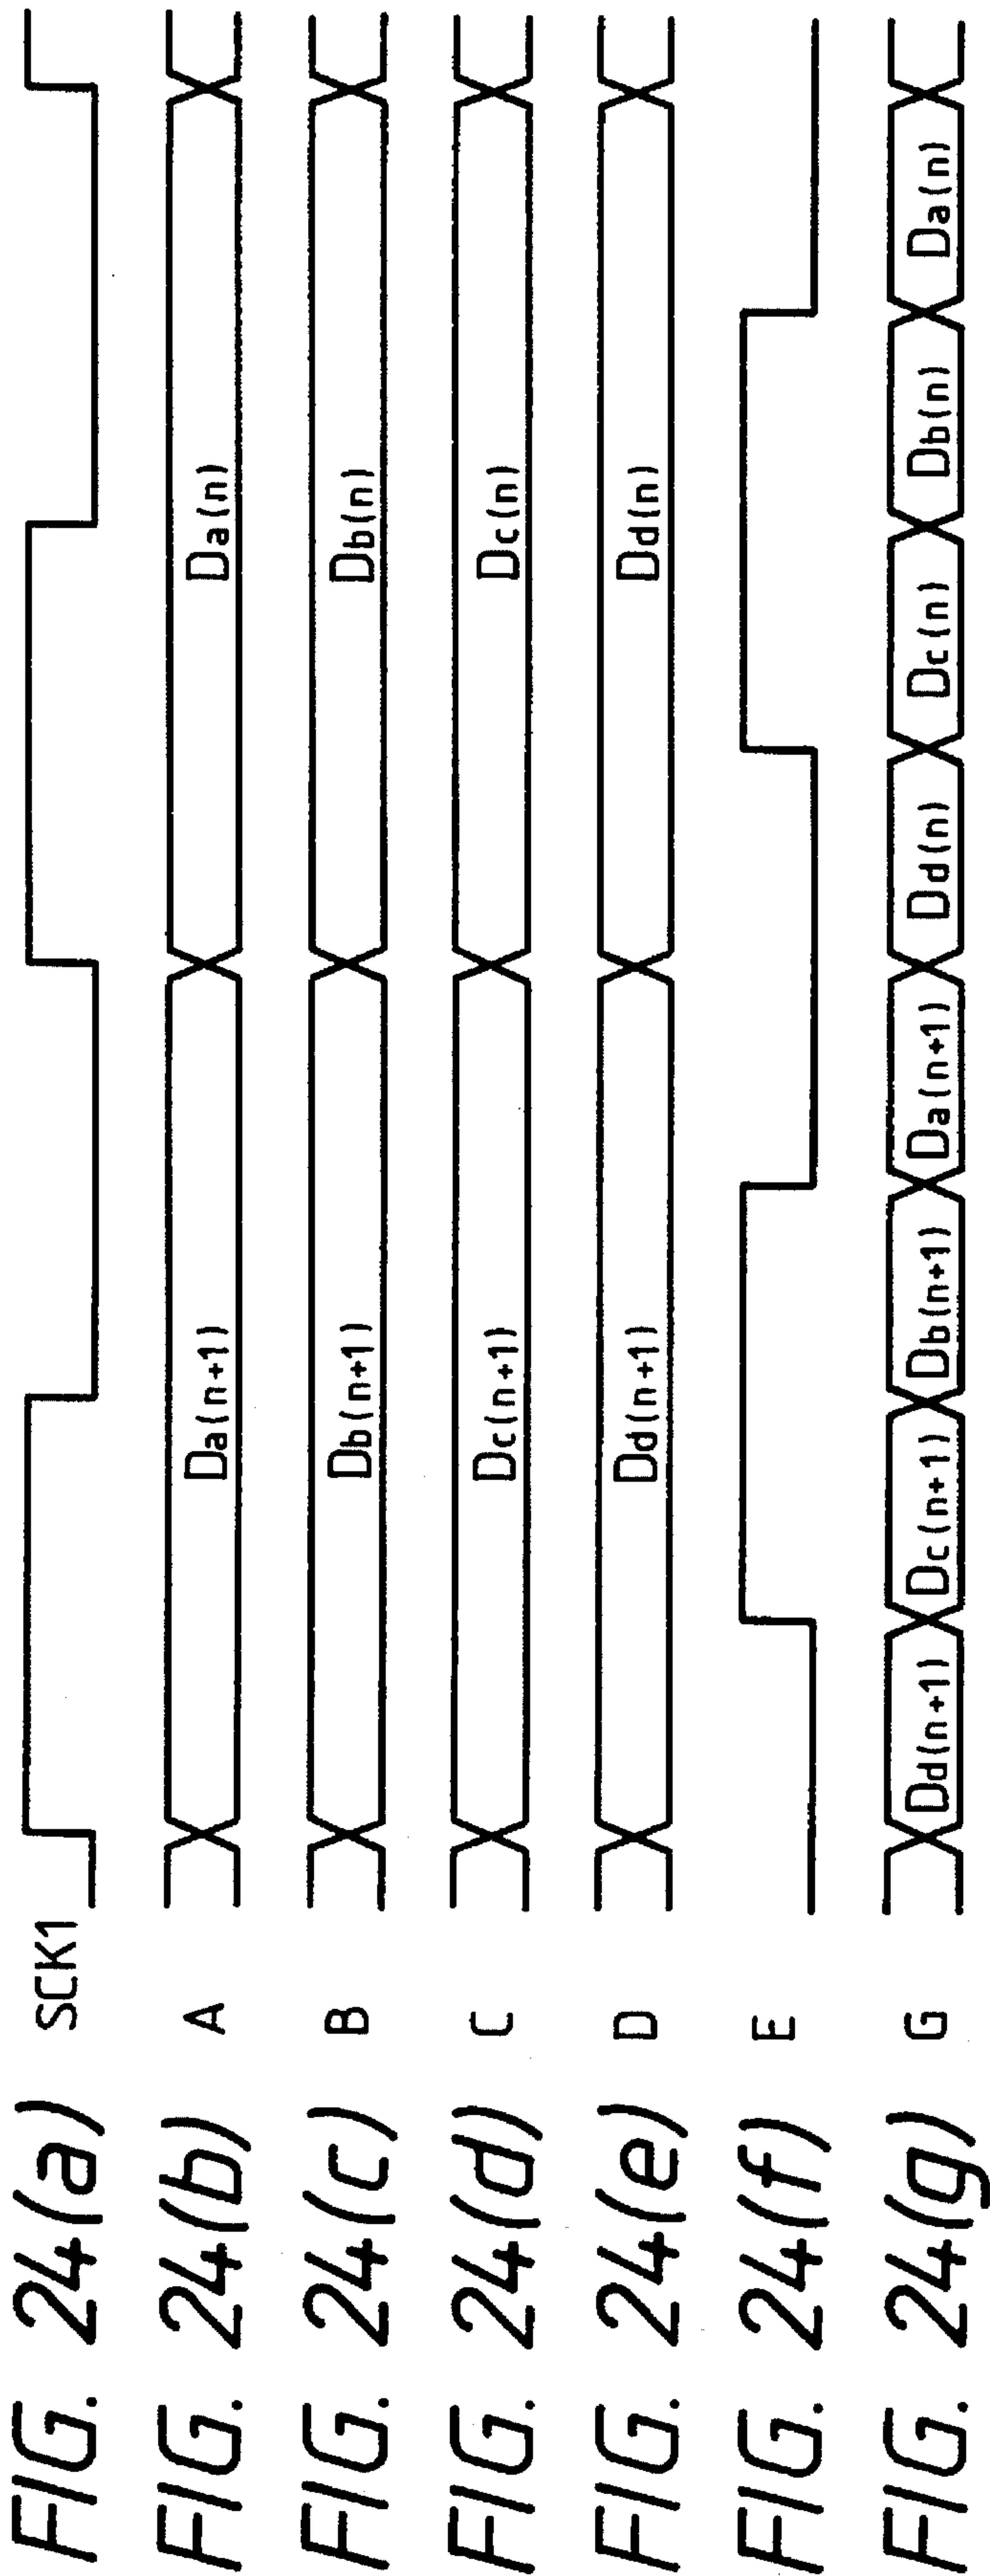 FIG. 24(a) SCK1
FIG. 24(b) A Da(n+1) Da(n)
FIG. 24(c) B Db(n+1) Db(n)
FIG. 24(d) C Dc(n+1) Dc(n)
FIG. 24(e) D Dd(n+1) Dd(n)
FIG. 24(f) E
FIG. 24(g) G Dd(n+1) Dc(n+1) Db(n+1) Da(n+1) Dd(n) Dc(n) Db(n) Da(n)